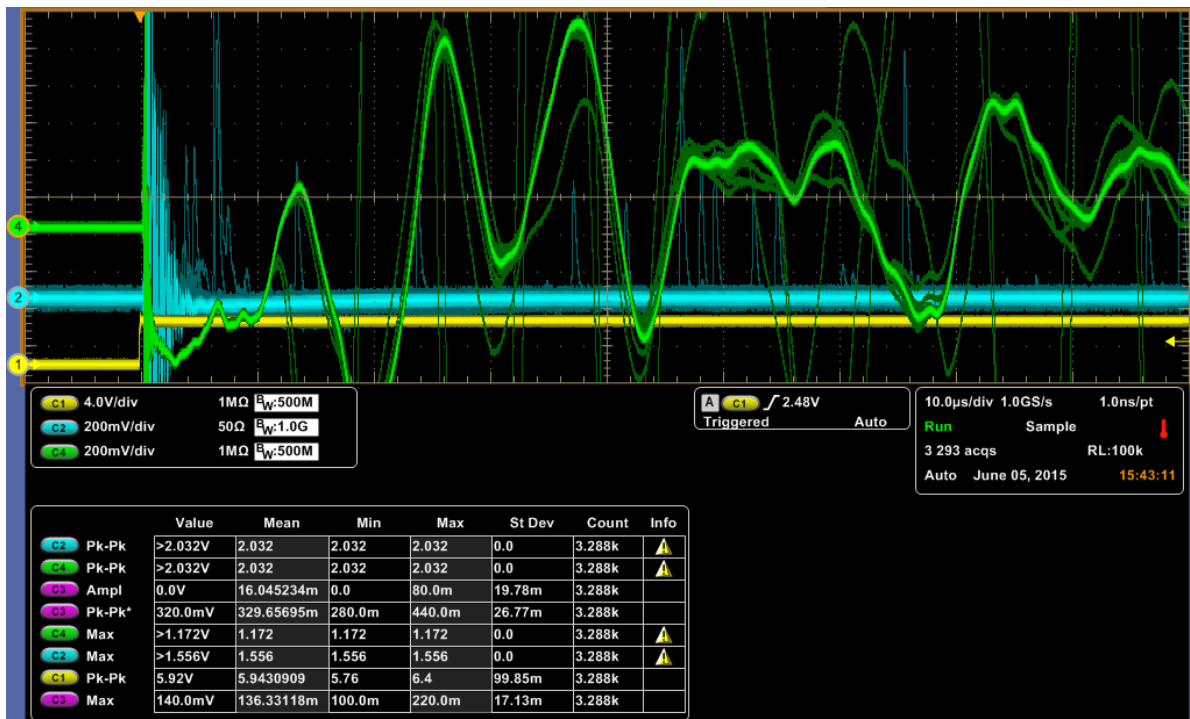 4
2
1
C1 4.0V/div 1MΩ BW:500M
C2 200mV/div 50Ω BW:1.0G
C4 200mV/div 1MΩ BW:500M
A C1 2.48V
Triggered Auto
10.0µs/div 1.0GS/s 1.0ns/pt
Run Sample
3 293 acqs RL:100k
Auto June 05, 2015 15:43:11
Value Mean Min Max St Dev Count Info
C2 Pk-Pk >2.032V 2.032 2.032 2.032 0.0 3.288k
C4 Pk-Pk >2.032V 2.032 2.032 2.032 0.0 3.288k
C3 Ampl 0.0V 16.045234m 0.0 80.0m 19.78m 3.288k
C3 Pk-Pk* 320.0mV 329.65695m 280.0m 440.0m 26.77m 3.288k
C4 Max >1.172V 1.172 1.172 1.172 0.0 3.288k
C2 Max >1.556V 1.556 1.556 1.556 0.0 3.288k
C1 Pk-Pk 5.92V 5.9430909 5.76 6.4 99.85m 3.288k
C3 Max 140.0mV 136.33118m 100.0m 220.0m 17.13m 3.288k